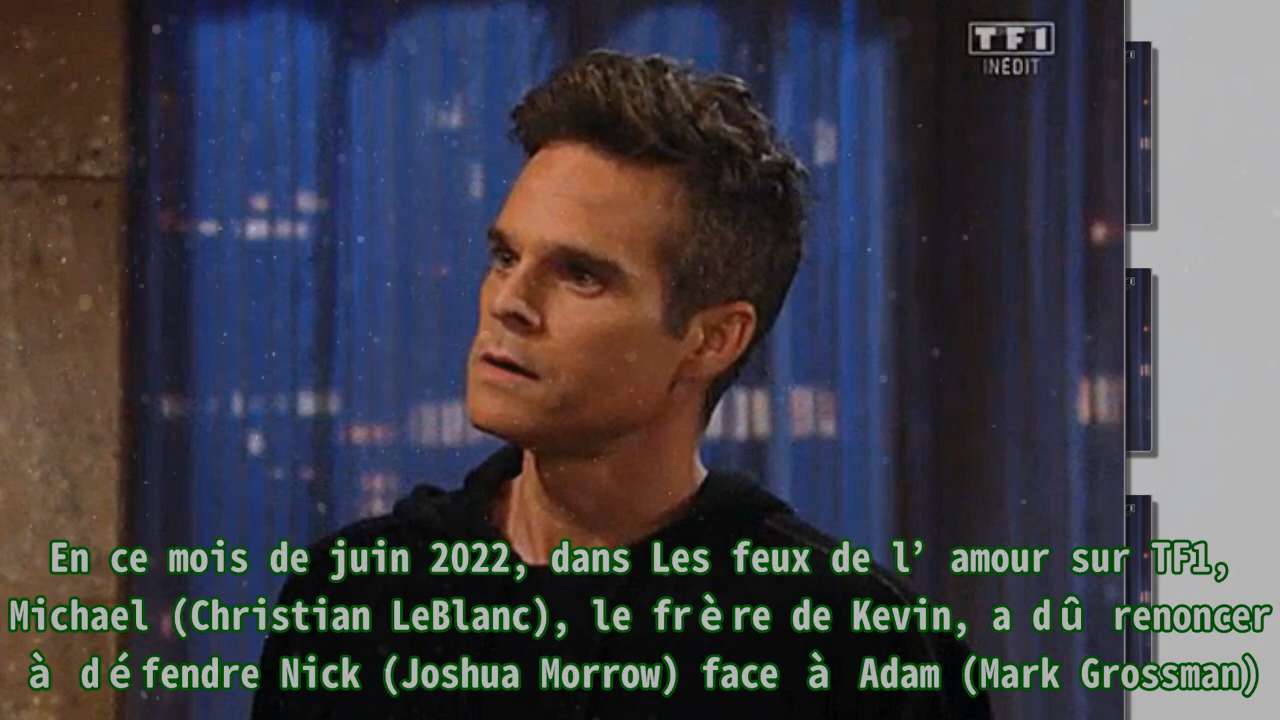 TF1
INÉDIT
En ce mois de juin 2022, dans Les feux de l’ amour sur TF1,
Michael (Christian LeBlanc), le frère de Kevin, a dû renoncer
à défendre Nick (Joshua Morrow) face à Adam (Mark Grossman)